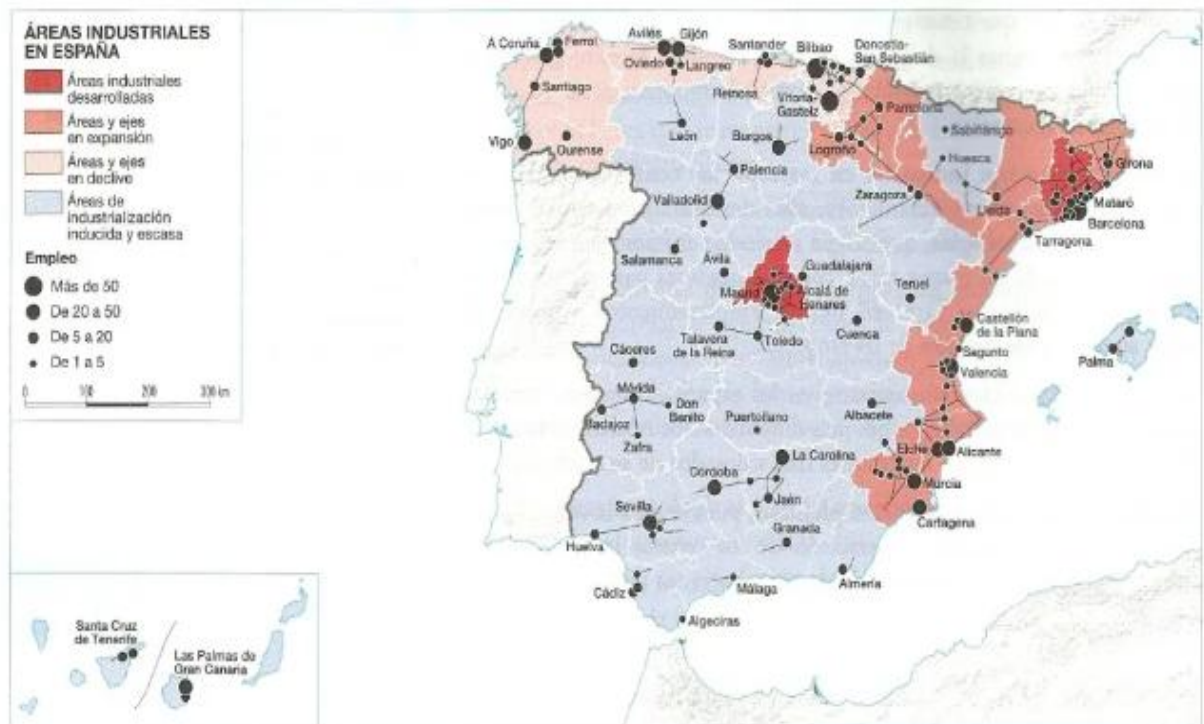 ÁREAS INDUSTRIALES
EN ESPAÑA
Áreas industriales
desarrolladas
Áreas y ejes
en expansión
Áreas y ejes
en declive
Áreas de
industrialización
inducida y escasa
Empleo
Más de 50
De 20 a 50
De 5 a 20
De 1 a 5
0 100 200 300 km
A Coruña
Ferrol
Santiago
Vigo
Ourense
Avilés
Gijón
Oviedo
Langreo
Santander
Reinosa
Bilbao
Donostia-
San Sebastián
Vitoria-
Gasteiz
Pamplona
Logroño
León
Burgos
Palencia
Valladolid
Sabiñánigo
Huesca
Zaragoza
Lleida
Girona
Mataró
Barcelona
Tarragona
Salamanca
Ávila
Guadalajara
Madrid
Alcalá de
Henares
Teruel
Cuenca
Talavera
de la Reina
Toledo
Castellón
de la Plana
Segunto
Valencia
Palma
Cáceres
Mérida
Don
Benito
Badajoz
Zafra
Puertollano
Albacete
La Carolina
Elche
Alicante
Murcia
Cartagena
Córdoba
Jaén
Sevilla
Granada
Huelva
Cádiz
Málaga
Almería
Algeciras
Santa Cruz
de Tenerife
Las Palmas de
Gran Canaria